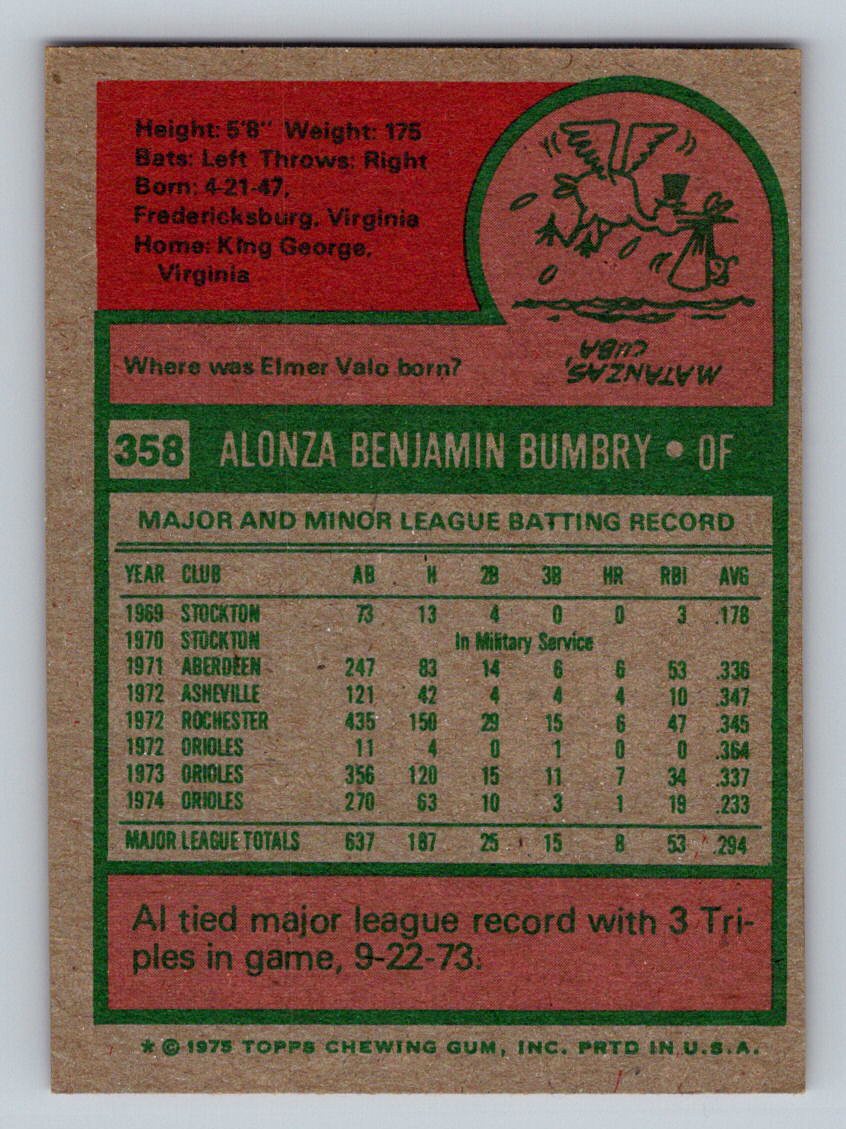 Height: 5'8" Weight: 175
Bats: Left Throws: Right
Born: 4-21-47,
Fredericksburg, Virginia
Home: King George,
Virginia
Where was Elmer Valo born?
MATANZAS,
CUBA
358 ALONZA BENJAMIN BUMBRY • OF
MAJOR AND MINOR LEAGUE BATTING RECORD
YEAR CLUB AB H 2B 3B HR RBI AVG
1969 STOCKTON 73 13 4 0 0 3 .178
1970 STOCKTON In Military Service
1971 ABERDEEN 247 83 14 6 6 53 .336
1972 ASHEVILLE 121 42 4 4 4 10 .347
1972 ROCHESTER 435 150 29 15 6 47 .345
1972 ORIOLES 11 4 0 1 0 0 .364
1973 ORIOLES 356 120 15 11 7 34 .337
1974 ORIOLES 270 63 10 3 1 19 .233
MAJOR LEAGUE TOTALS 637 187 25 15 8 53 .294
Al tied major league record with 3 Tri-
ples in game, 9-22-73.
* © 1975 TOPPS CHEWING GUM, INC. PRTD IN U.S.A.